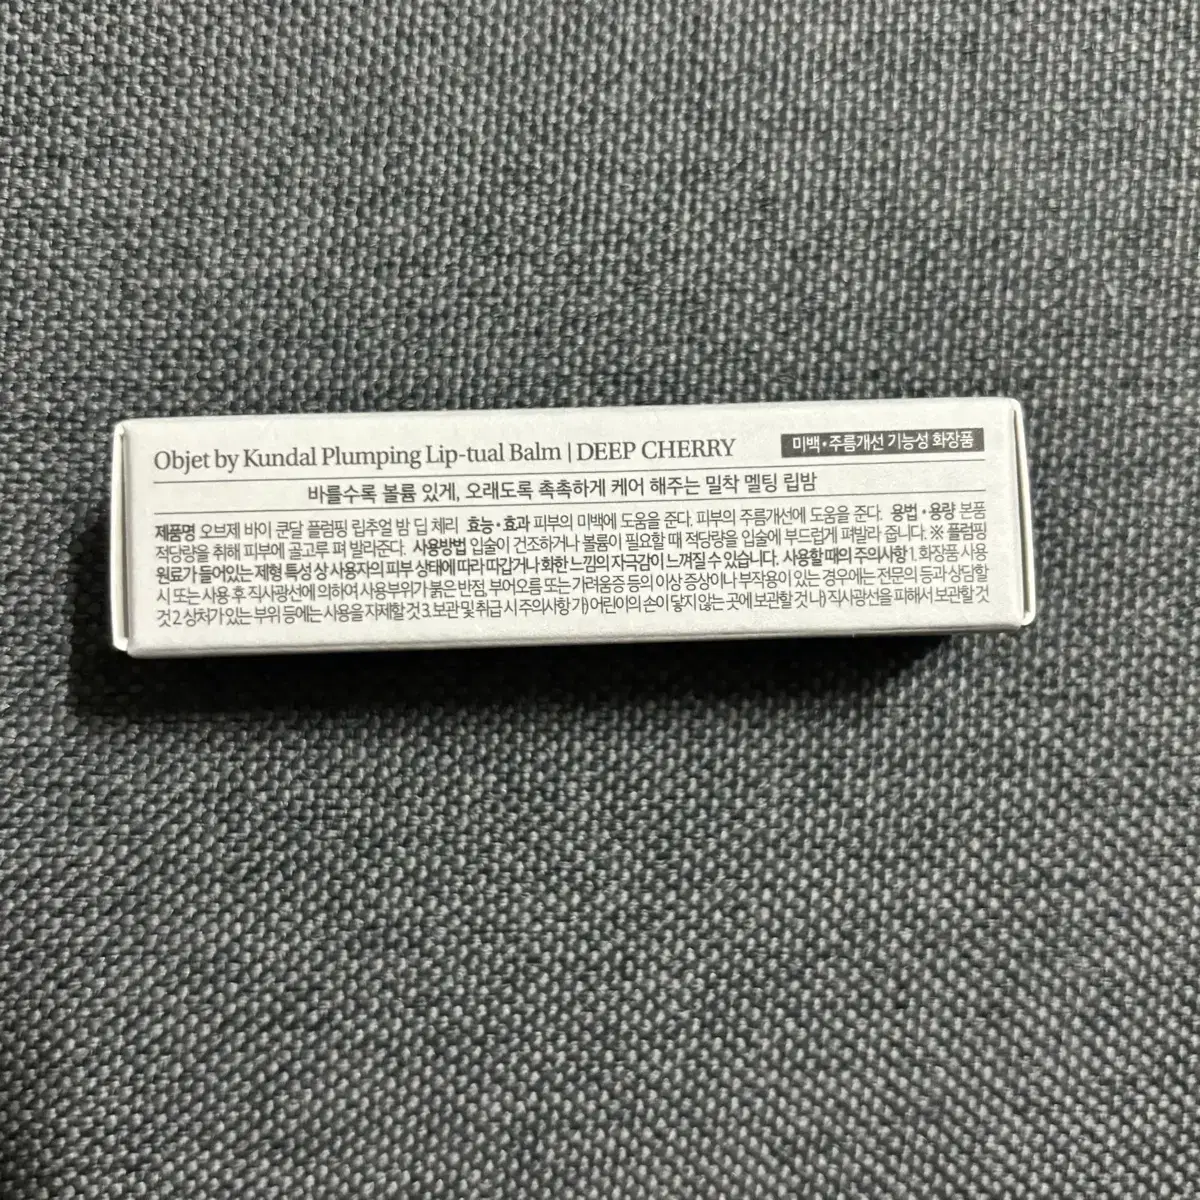 Objet by Kundal Plumping Lip-tual Balm | DEEP CHERRY
미백•주름개선 기능성 화장품
바를수록 볼륨 있게, 오래도록 촉촉하게 케어 해주는 밀착 멜팅 립밤
제품명 오브제 바이 쿤달 플럼핑 립추얼 밤 딥 체리 효능•효과 피부의 미백에 도움을 준다. 피부의 주름개선에 도움을 준다. 용법•용량 본품
적당량을 취해 피부에 골고루 펴 발라준다. 사용방법 입술이 건조하거나 볼륨이 필요할 때 적당량을 입술에 부드럽게 펴발라 줍니다. ※ 플럼핑
원료가 들어있는 제형 특성 상 사용자의 피부 상태에 따라 따갑거나 화한 느낌의 자극감이 느껴질 수 있습니다. 사용할 때의 주의사항 1. 화장품 사용
시 또는 사용 후 직사광선에 의하여 사용부위가 붉은 반점, 부어오름 또는 가려움증 등의 이상 증상이나 부작용이 있는 경우에는 전문의 등과 상담할
것 2. 상처가 있는 부위 등에는 사용을 자제할 것 3. 보관 및 취급 시 주의사항 가) 어린이의 손이 닿지 않는 곳에 보관할 것 나) 직사광선을 피해서 보관할 것